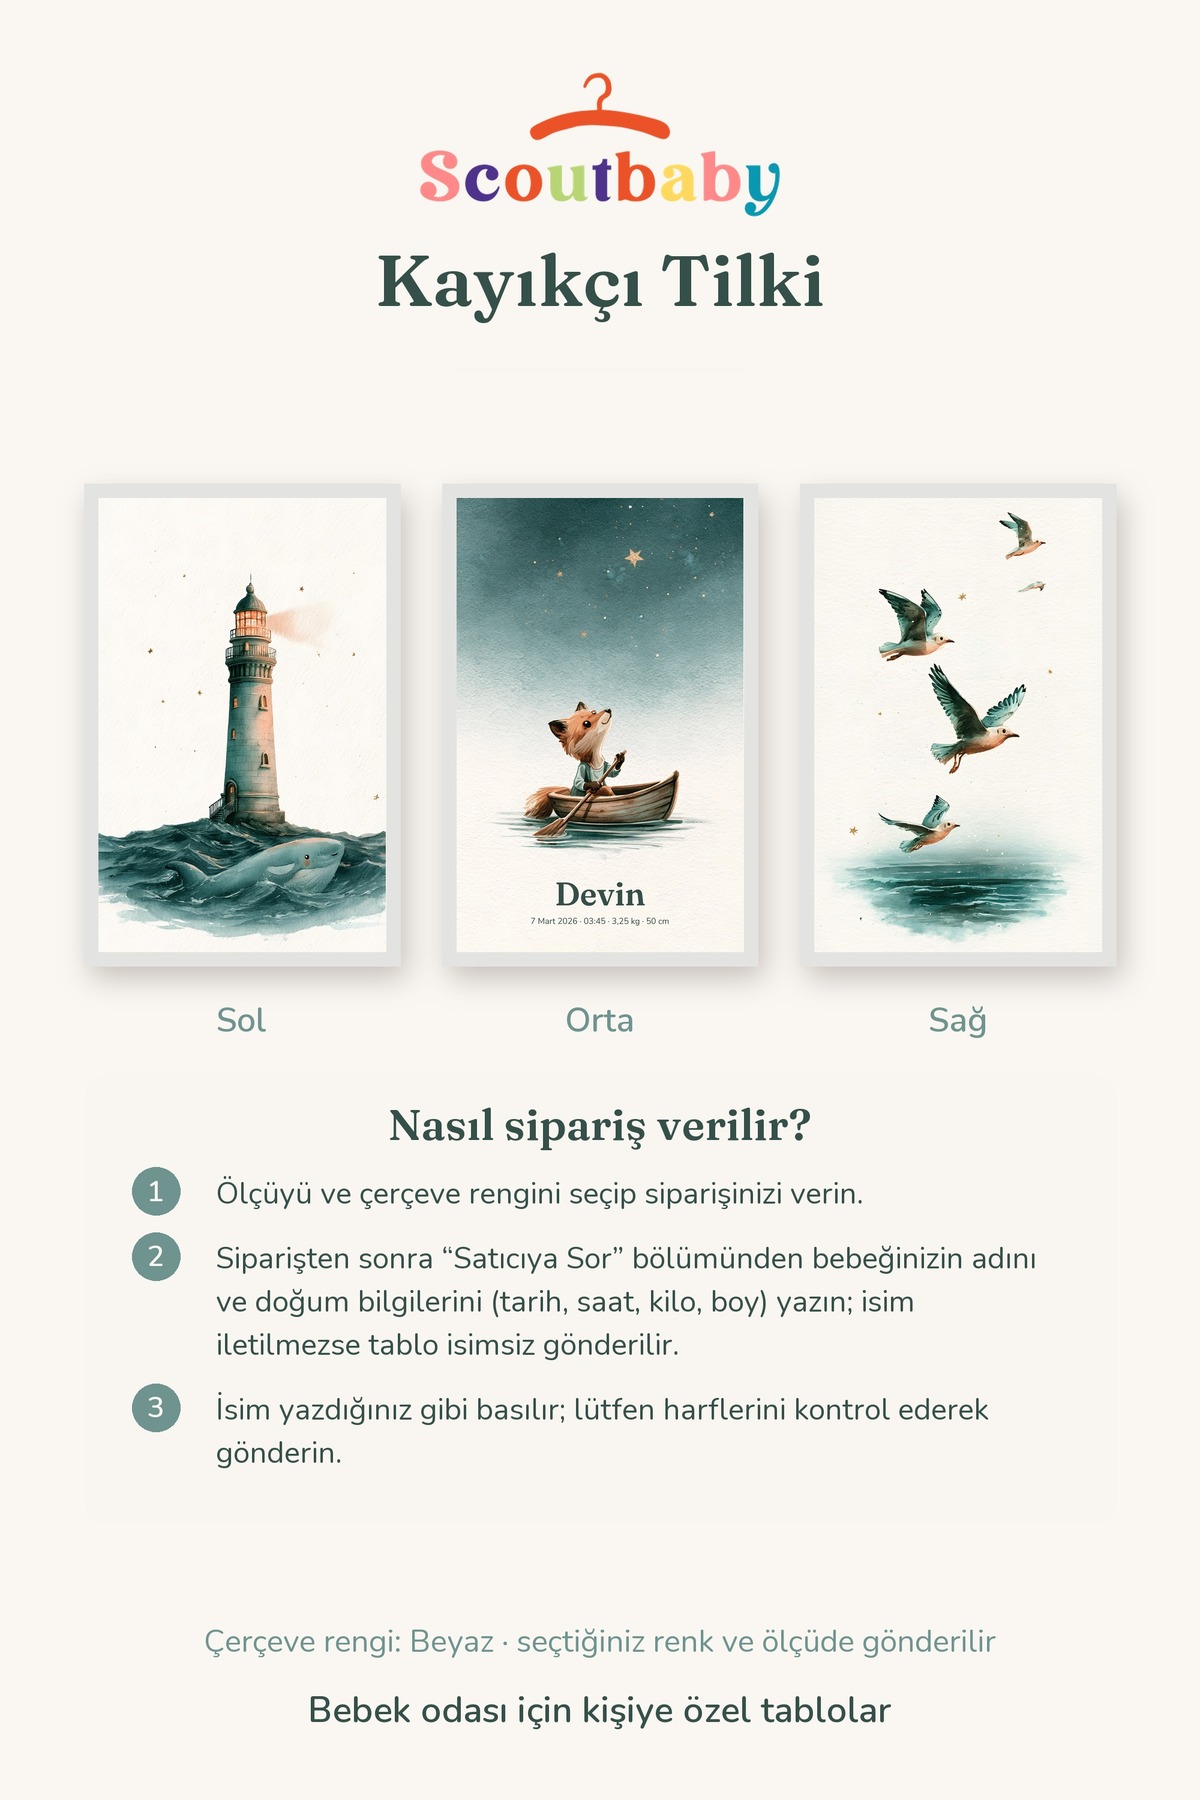 Scoutbaby
Kayıkçı Tilki
Devin
7 Mart 2026 · 03:45 · 3,25 kg · 50 cm
Sol
Orta
Sağ
Nasıl sipariş verilir?
1 Ölçüyü ve çerçeve rengini seçip siparişinizi verin.
2 Siparişten sonra “Satıcıya Sor” bölümünden bebeğinizin adını
ve doğum bilgilerini (tarih, saat, kilo, boy) yazın; isim
iletilmezse tablo isimsiz gönderilir.
3 İsim yazdığınız gibi basılır; lütfen harflerini kontrol ederek
gönderin.
Çerçeve rengi: Beyaz · seçtiğiniz renk ve ölçüde gönderilir
Bebek odası için kişiye özel tablolar